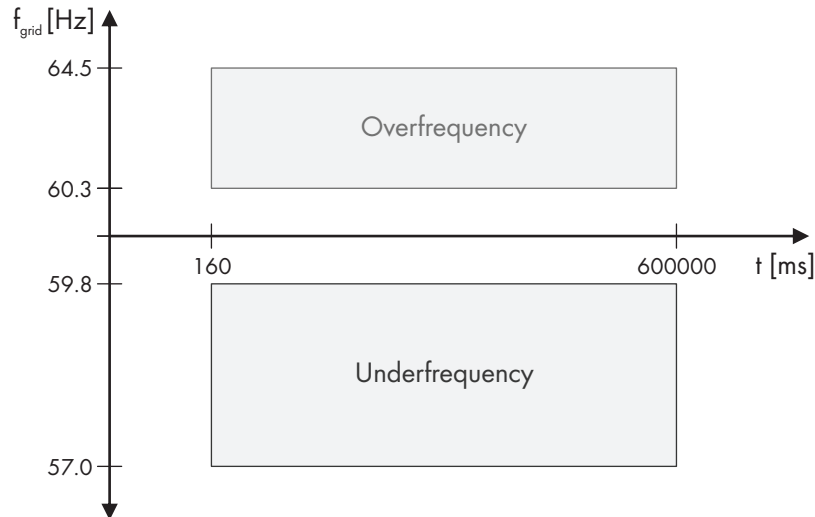 f_grid [Hz]
64.5
Overfrequency
60.3
160
600000
t [ms]
59.8
Underfrequency
57.0